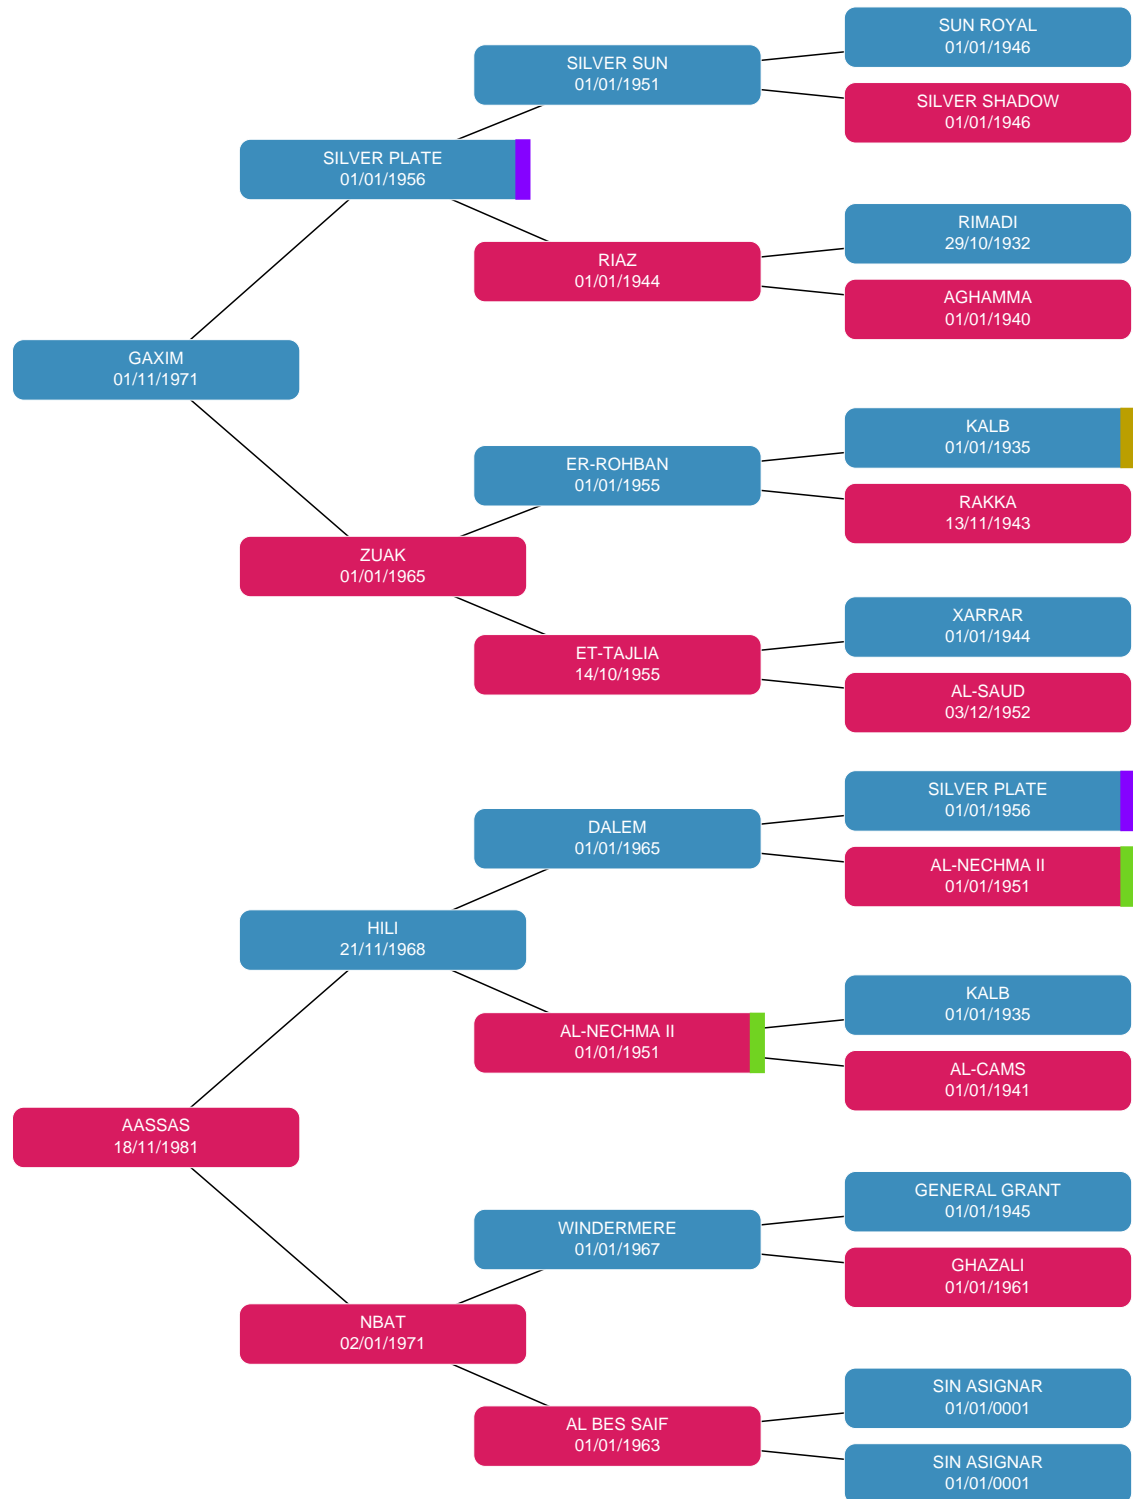 SUN ROYAL
01/01/1946
SILVER SUN
01/01/1951
SILVER SHADOW
01/01/1946
SILVER PLATE
01/01/1956
RIMADI
29/10/1932
RIAZ
01/01/1944
AGHAMMA
01/01/1940
GAXIM
01/11/1971
KALB
01/01/1935
ER-ROHBAN
01/01/1955
RAKKA
13/11/1943
ZUAK
01/01/1965
XARRAR
01/01/1944
ET-TAJLIA
14/10/1955
AL-SAUD
03/12/1952
SILVER PLATE
01/01/1956
DALEM
01/01/1965
AL-NECHMA II
01/01/1951
HILI
21/11/1968
KALB
01/01/1935
AL-NECHMA II
01/01/1951
AL-CAMS
01/01/1941
AASSAS
18/11/1981
GENERAL GRANT
01/01/1945
WINDERMERE
01/01/1967
GHAZALI
01/01/1961
NBAT
02/01/1971
SIN ASIGNAR
01/01/0001
AL BES SAIF
01/01/1963
SIN ASIGNAR
01/01/0001